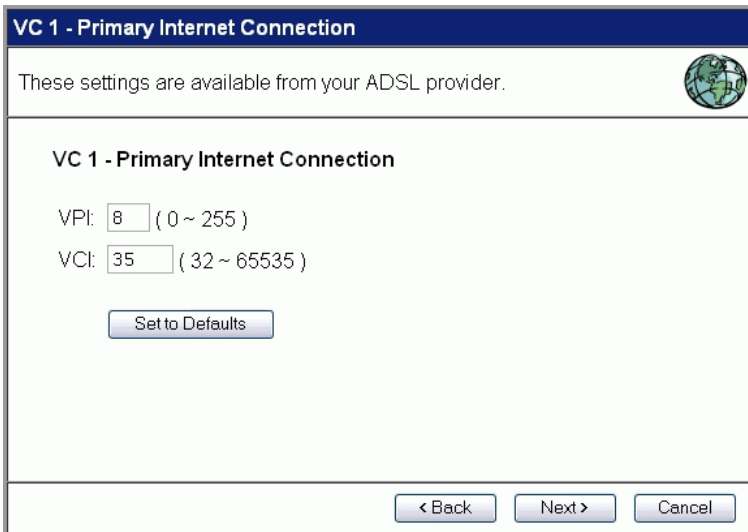 VC 1 - Primary Internet Connection
These settings are available from your ADSL provider.
VC 1 - Primary Internet Connection
VPI: 8 ( 0 ~ 255 )
VCI: 35 ( 32 ~ 65535 )
Set to Defaults
< Back Next > Cancel